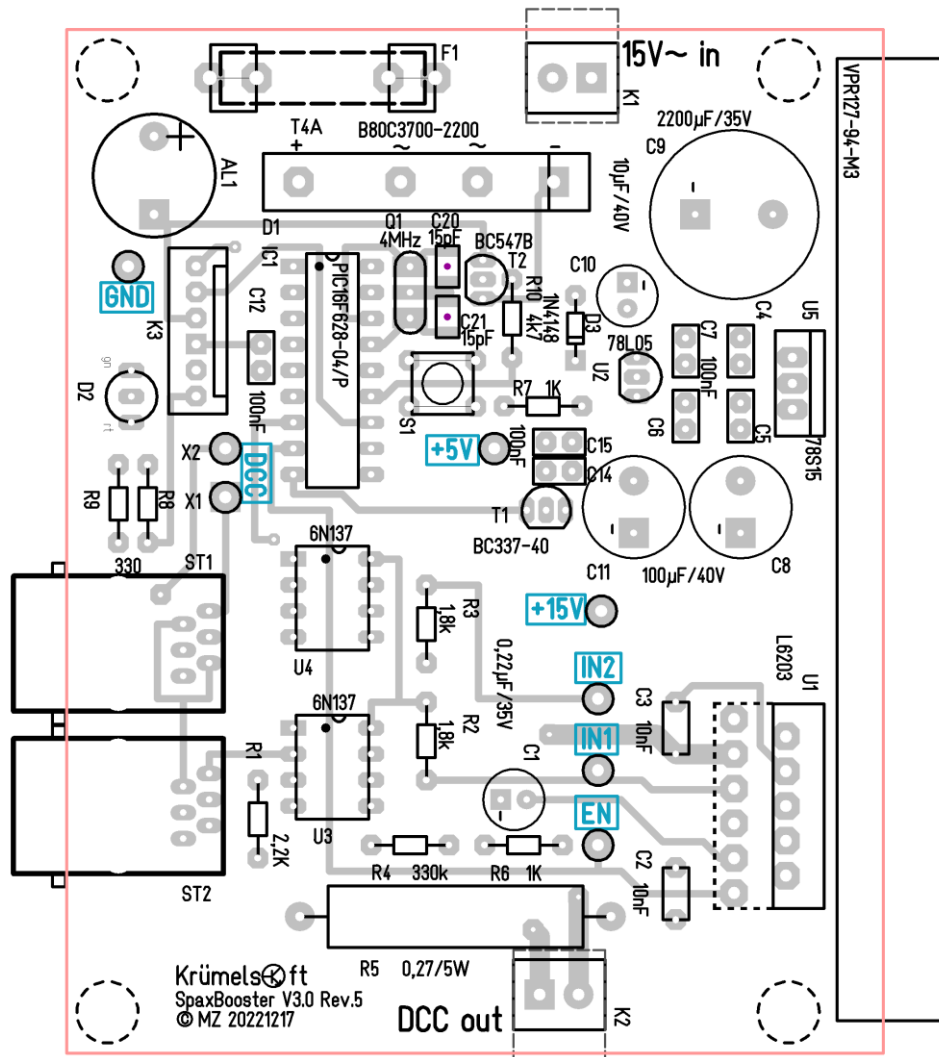 F1
15V~ in
K1
VPR127-94-M3
T4A
B80C3700-2200
2200µF/35V
C9
+
~
~
-
-
AL1
10µF/40V
D1
Q1
4MHz
C20
15pF
BC547B
T2
IC1
PIC16F628-04/P
GND
K3
C12
100nF
R10
4k7
1N4148
D3
C10
-
C21
15pF
78L05
U2
C7
100nF
C4
U5
78S15
D2
gn
rt
S1
R7
1K
C6
C5
X2
DCC
X1
+5V
100nF
C15
C14
R9
R8
330
T1
BC337-40
-
-
C11
100µF/40V
C8
ST1
6N137
U4
R3
1,8k
+15V
L6203
U1
IN2
0,22µF/35V
C3
10nF
6N137
R2
1,8k
IN1
C1
-
R1
2,2K
U3
EN
ST2
R4
330k
R6
1K
C2
10nF
R5
0,27/5W
Krümelsoft
SpaxBooster V3.0 Rev.5
© MZ 20221217
DCC out
K2